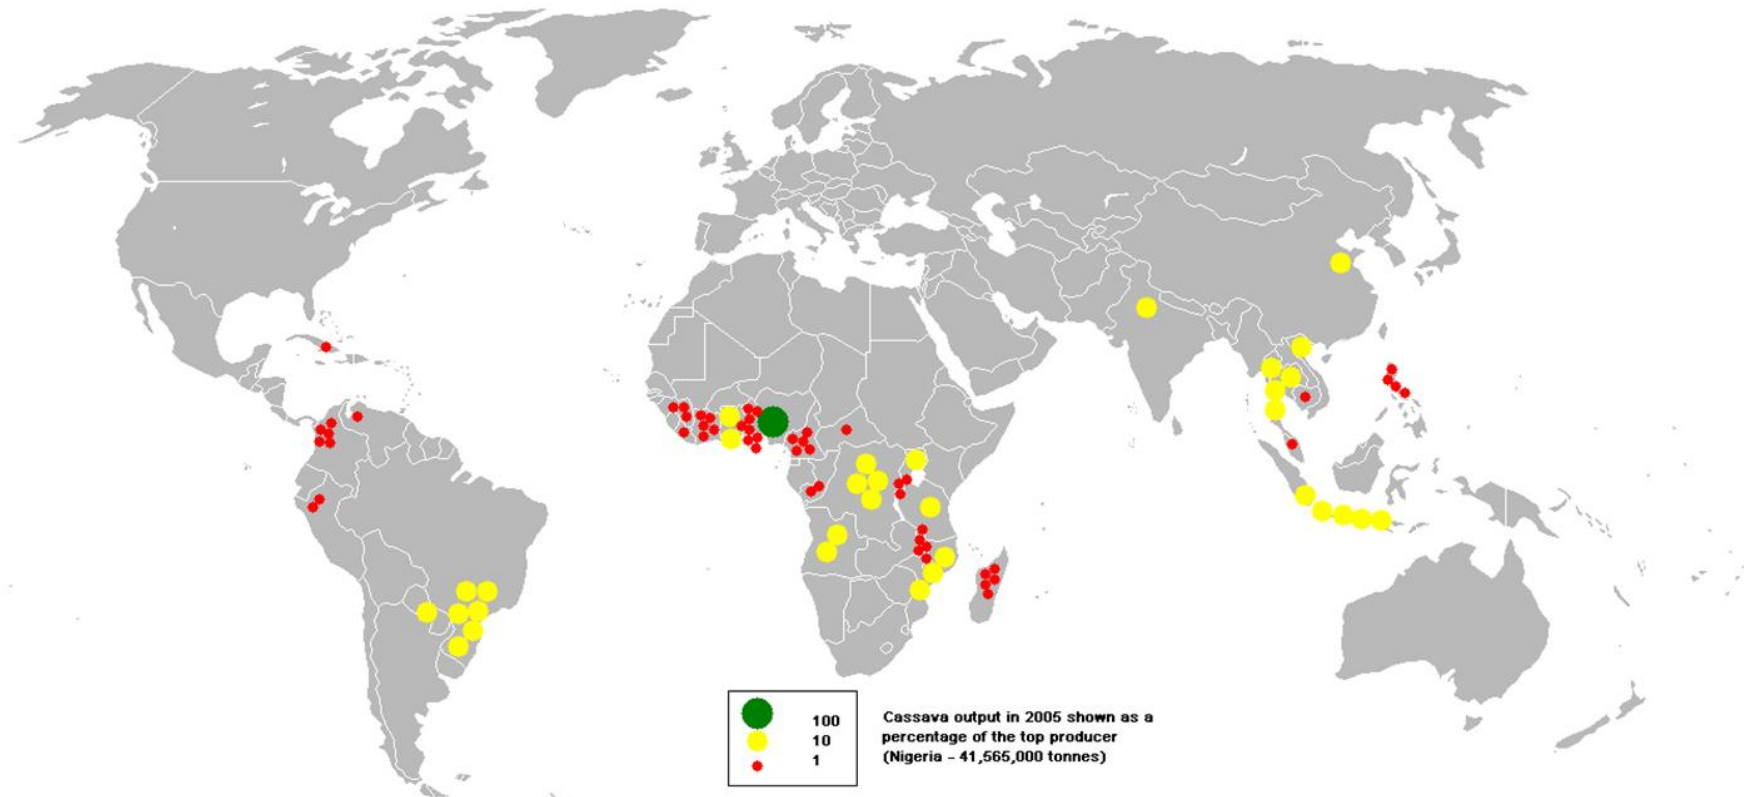 100
10
1
Cassava output in 2005 shown as a
percentage of the top producer
(Nigeria - 41,565,000 tonnes)